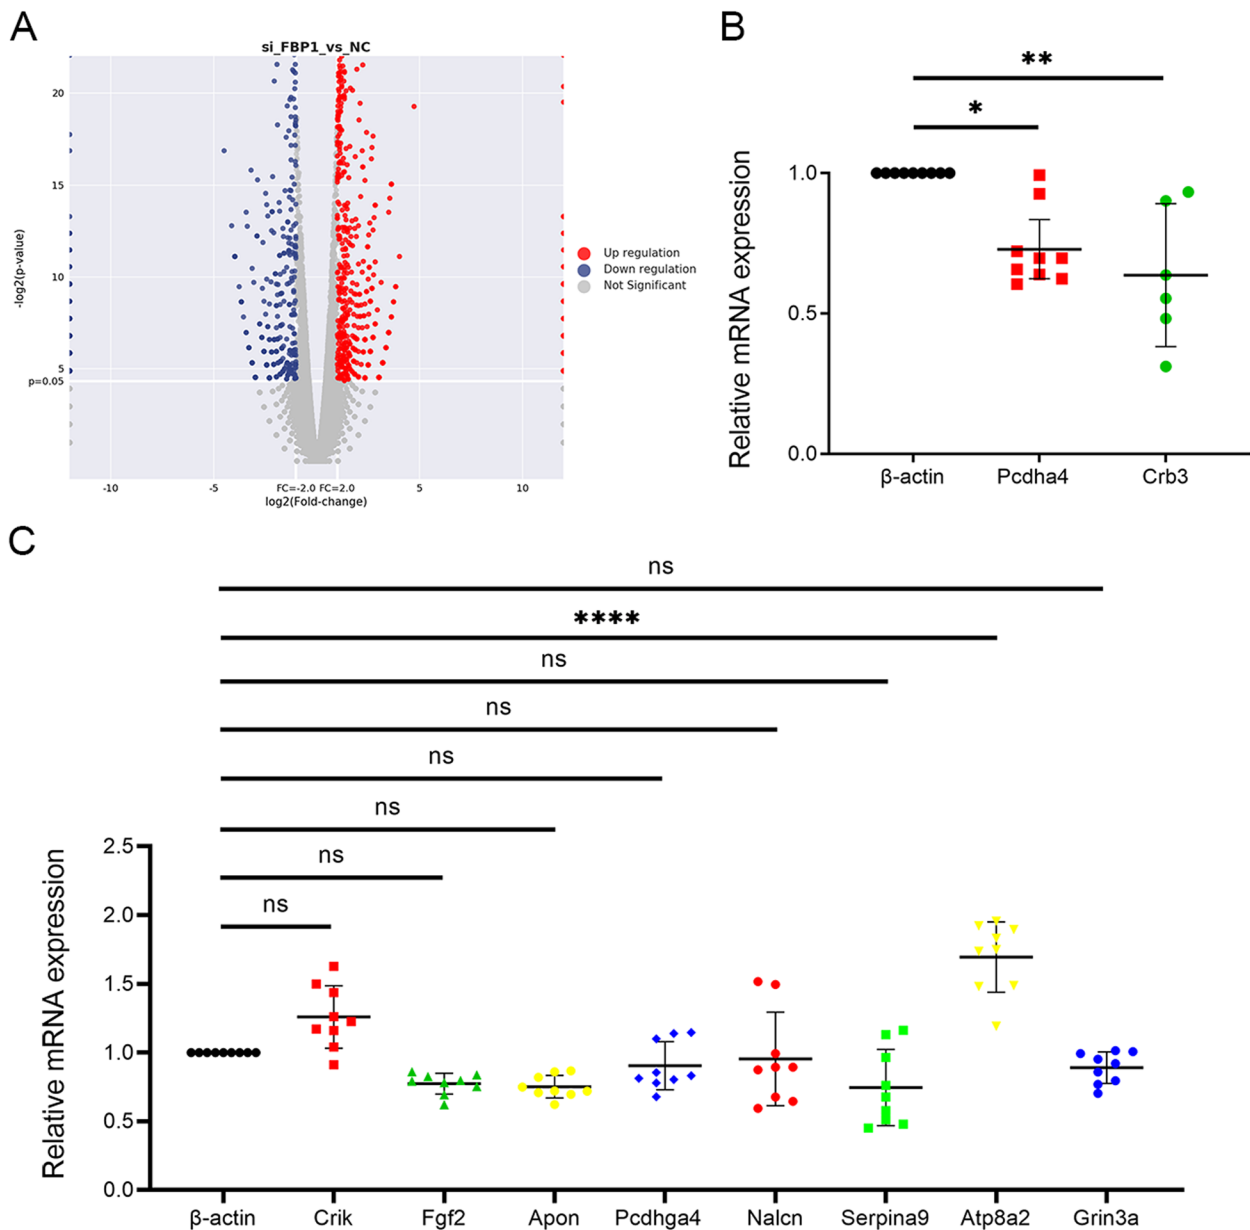 A
si_FBP1_vs_NC
20
15
10
5
p=0.05
-log2(p-value)
-10
-5
FC=-2.0
FC=2.0
5
10
log2(Fold-change)
Up regulation
Down regulation
Not Significant
B
**
*
1.0
0.5
0.0
Relative mRNA expression
β-actin
Pcdha4
Crb3
C
ns
****
ns
ns
ns
ns
ns
ns
2.5
2.0
1.5
1.0
0.5
0.0
Relative mRNA expression
β-actin
Crik
Fgf2
Apon
Pcdhga4
Nalcn
Serpina9
Atp8a2
Grin3a